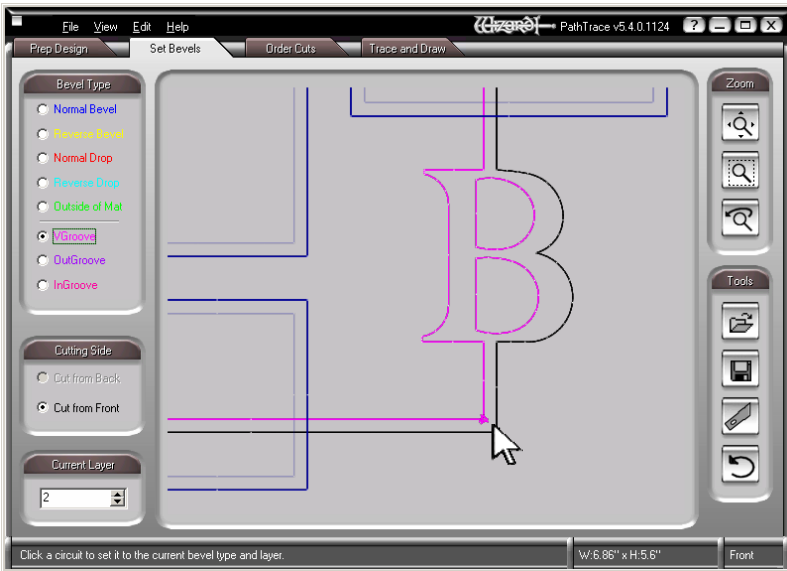 File View Edit Help Wizard PathTrace v5.4.0.1124
Prep Design Set Bevels Order Cuts Trace and Draw
Bevel Type
Normal Bevel
Reverse Bevel
Normal Drop
Reverse Drop
Outside of Mat
VGroove
OutGroove
InGroove
Cutting Side
Cut from Back
Cut from Front
Current Layer
2
B
Zoom
Tools
Click a circuit to set it to the current bevel type and layer. W:6.86" x H:5.6" Front